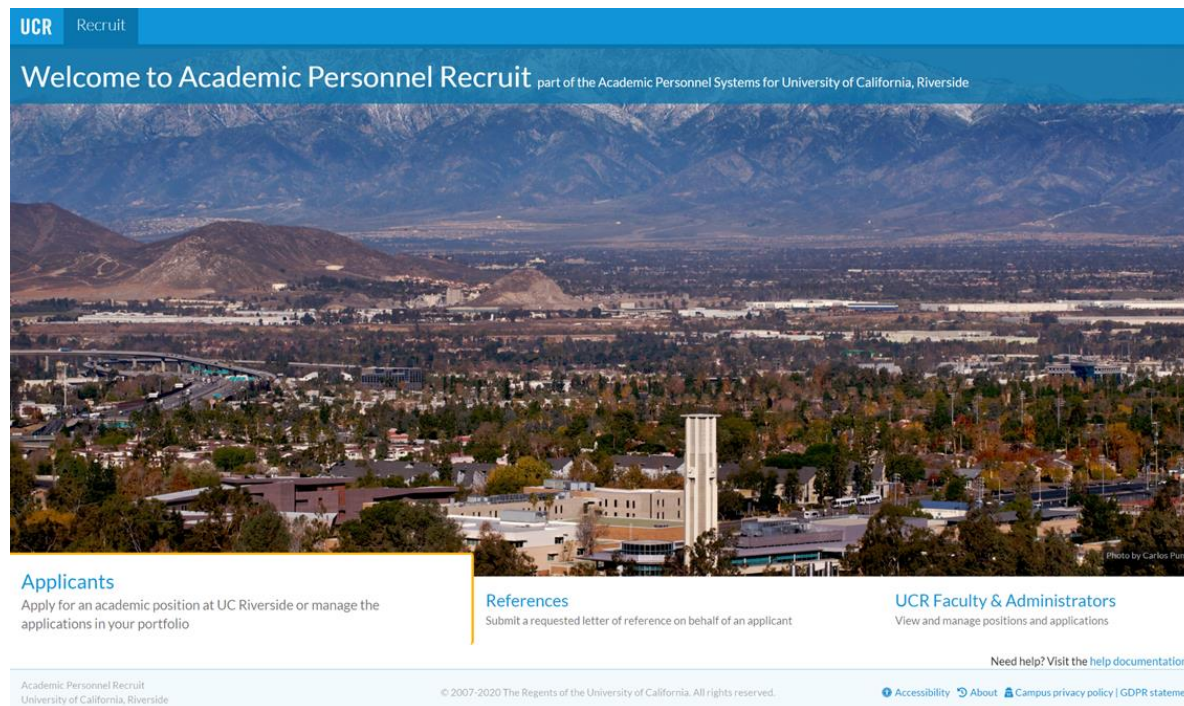 UCR Recruit
Welcome to Academic Personnel Recruit part of the Academic Personnel Systems for University of California, Riverside
Photo by Carlos
Applicants
Apply for an academic position at UC Riverside or manage the
applications in your portfolio
References
Submit a requested letter of reference on behalf of an applicant
UCR Faculty & Administrators
View and manage positions and applications
Need help? Visit the help documentation
Academic Personnel Recruit
University of California, Riverside
© 2007-2020 The Regents of the University of California. All rights reserved.
Accessibility About Campus privacy policy | GDPR